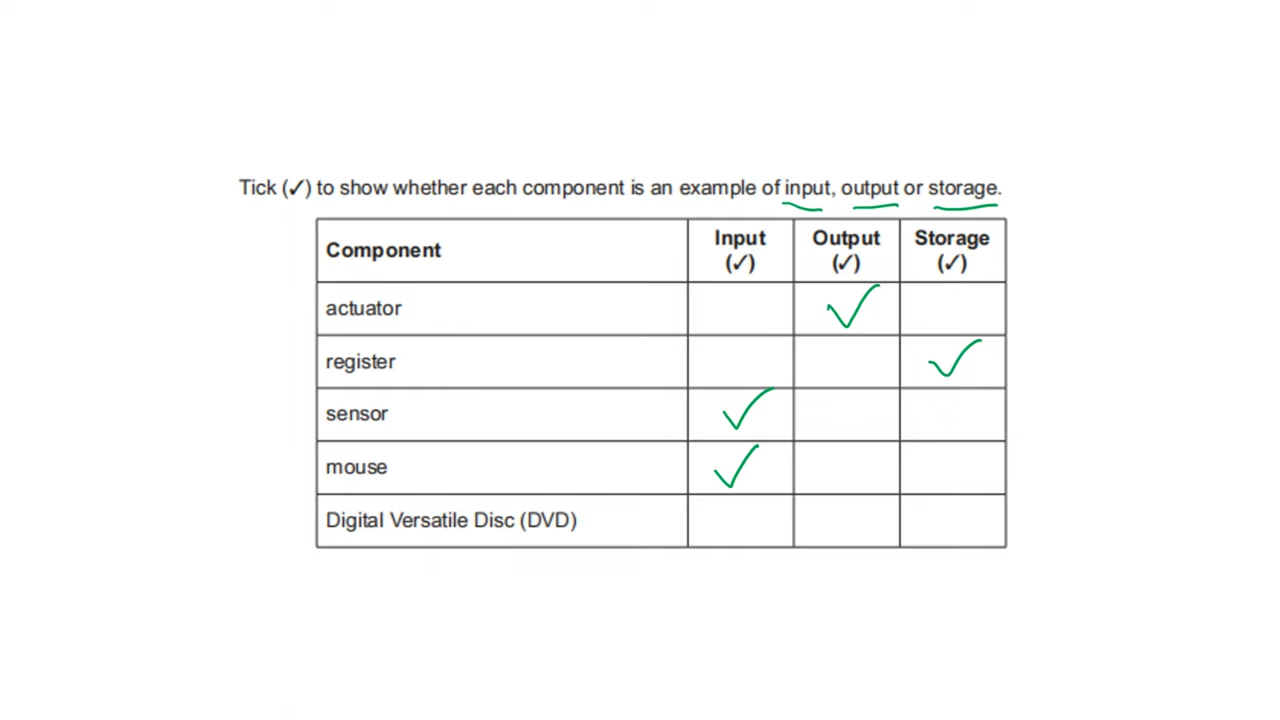 Tick (✓) to show whether each component is an example of input, output or storage.
Component Input (✓) Output (✓) Storage (✓)
actuator ✓
register ✓
sensor ✓
mouse ✓
Digital Versatile Disc (DVD)